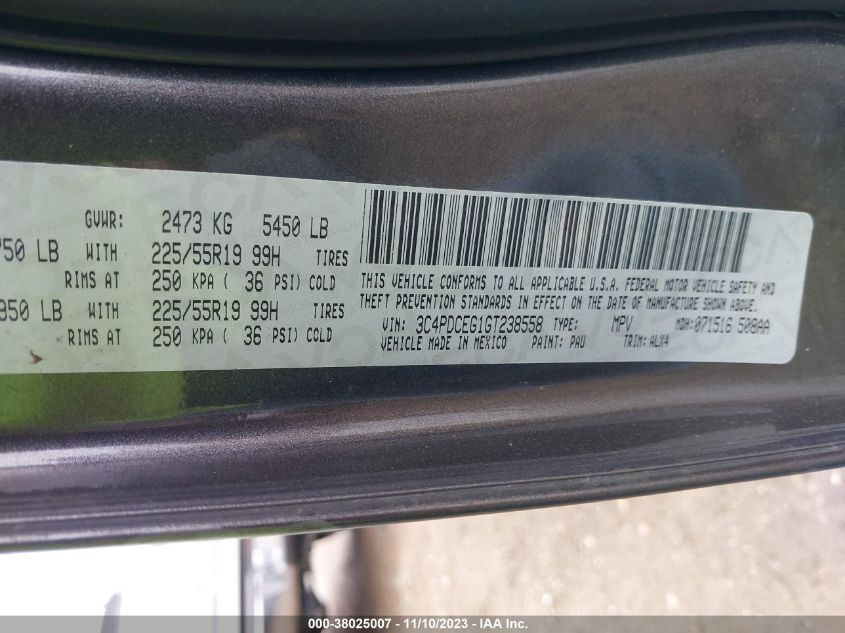 GVWR: 2473 KG 5450 LB
750 LB WITH 225/55R19 99H TIRES
RIMS AT 250 KPA ( 36 PSI) COLD
950 LB WITH 225/55R19 99H TIRES
RIMS AT 250 KPA ( 36 PSI) COLD
THIS VEHICLE CONFORMS TO ALL APPLICABLE U.S.A. FEDERAL MOTOR VEHICLE SAFETY AND
THEFT PREVENTION STANDARDS IN EFFECT ON THE DATE OF MANUFACTURE SHOWN ABOVE.
VIN: 3C4PDCEG1GT238558 TYPE: MPV MDH: 071516 508AA
VEHICLE MADE IN MEXICO PAINT: PAU TRIM: ALX4
000-38025007 - 11/10/2023 - IAA Inc.